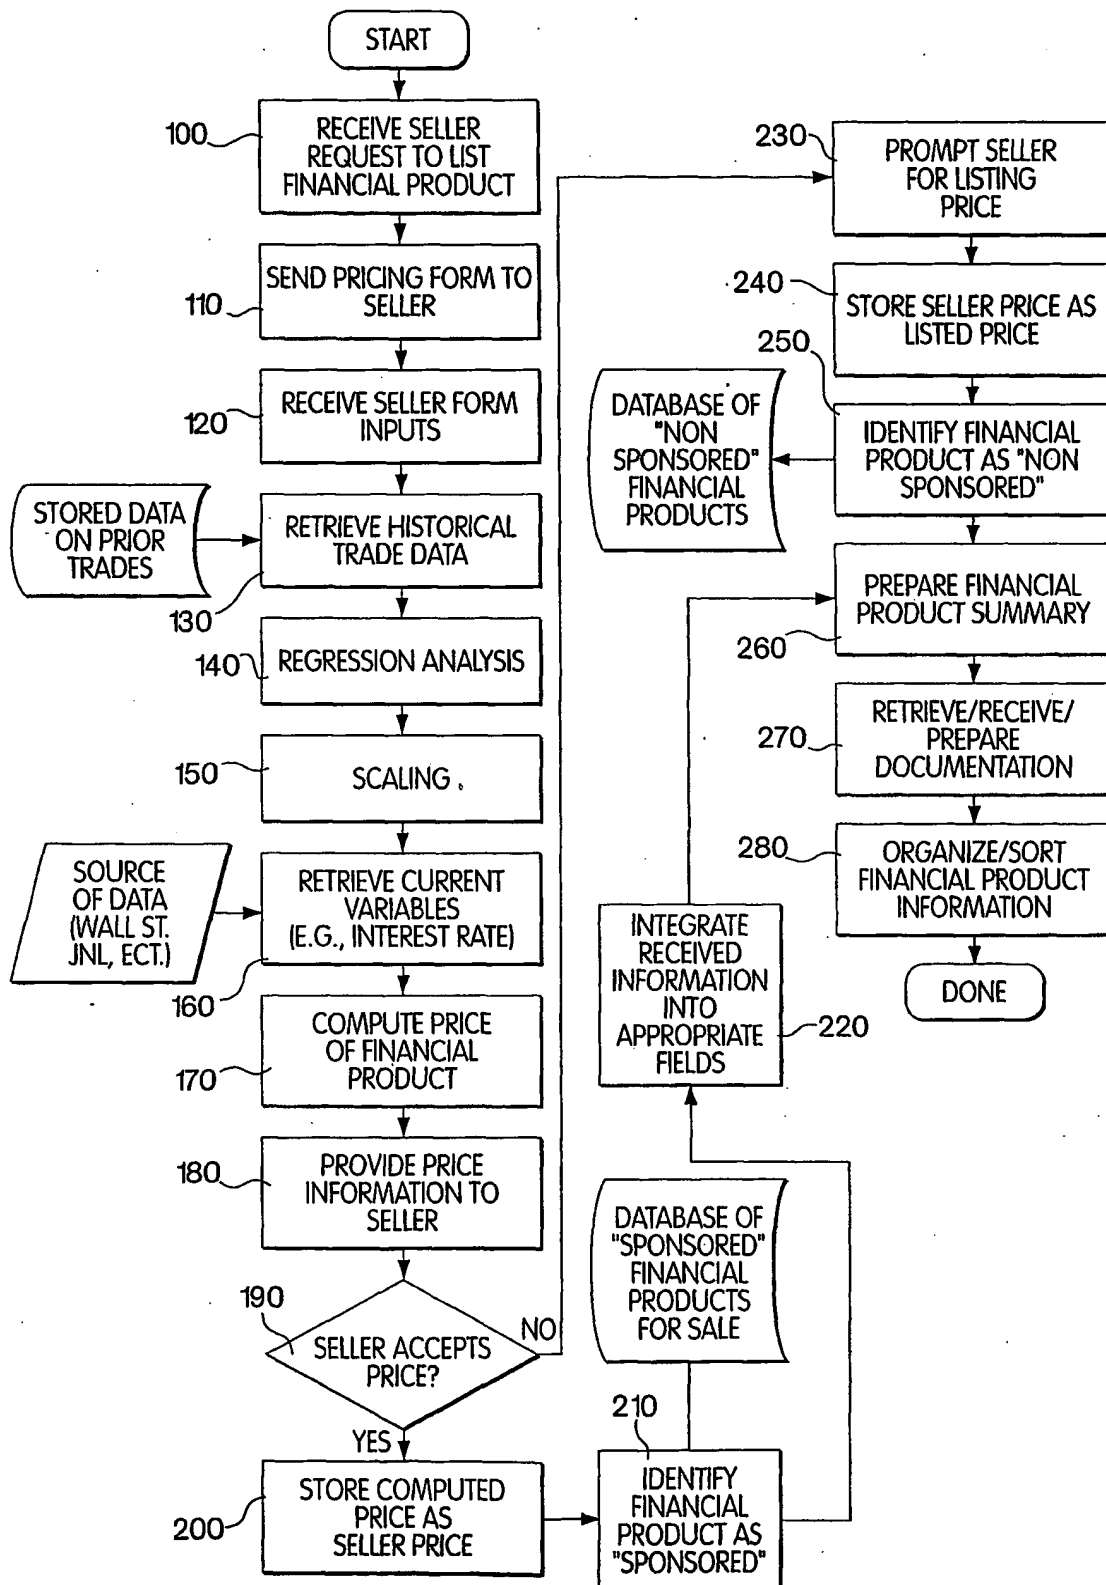 START
100
RECEIVE SELLER
REQUEST TO LIST
FINANCIAL PRODUCT
110
SEND PRICING FORM TO
SELLER
120
RECEIVE SELLER FORM
INPUTS
STORED DATA
ON PRIOR
TRADES
RETRIEVE HISTORICAL
TRADE DATA
130
140
REGRESSION ANALYSIS
150
SCALING
SOURCE
OF DATA
(WALL ST.
JNL, ECT.)
RETRIEVE CURRENT
VARIABLES
(E.G., INTEREST RATE)
160
COMPUTE PRICE
OF FINANCIAL
PRODUCT
170
180
PROVIDE PRICE
INFORMATION TO
SELLER
190
SELLER ACCEPTS
PRICE?
NO
YES
200
STORE COMPUTED
PRICE AS
SELLER PRICE
210
IDENTIFY
FINANCIAL
PRODUCT AS
"SPONSORED"
DATABASE OF
"SPONSORED"
FINANCIAL
PRODUCTS
FOR SALE
INTEGRATE
RECEIVED
INFORMATION
INTO
APPROPRIATE
FIELDS
220
230
PROMPT SELLER
FOR LISTING
PRICE
240
STORE SELLER PRICE AS
LISTED PRICE
250
IDENTIFY FINANCIAL
PRODUCT AS "NON
SPONSORED"
DATABASE OF
"NON
SPONSORED"
FINANCIAL
PRODUCTS
PREPARE FINANCIAL
PRODUCT SUMMARY
260
270
RETRIEVE/RECEIVE/
PREPARE
DOCUMENTATION
280
ORGANIZE/SORT
FINANCIAL PRODUCT
INFORMATION
DONE